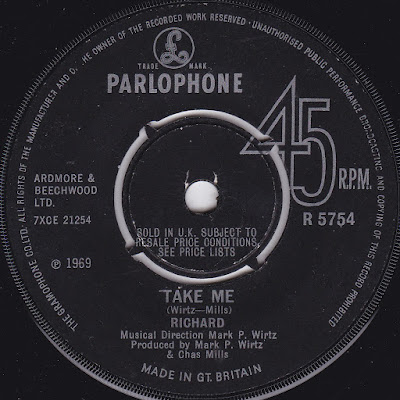 THE GRAMOPHONE CO. LTD. ALL RIGHTS OF THE MANUFACTURER AND OF THE OWNER OF THE RECORDED WORK RESERVED · UNAUTHORISED PUBLIC PERFORMANCE BROADCASTING AND COPYING OF THIS RECORD PROHIBITED
£
TRADE MARK
PARLOPHONE
45
R.P.M.
ARDMORE &
BEECHWOOD
LTD.
7XCE 21254
R 5754
SOLD IN U.K. SUBJECT TO
RESALE PRICE CONDITIONS,
SEE PRICE LISTS
℗ 1969
TAKE ME
(Wirtz—Mills)
RICHARD
Musical Direction Mark P. Wirtz
Produced by Mark P. Wirtz
& Chas Mills
MADE IN GT. BRITAIN